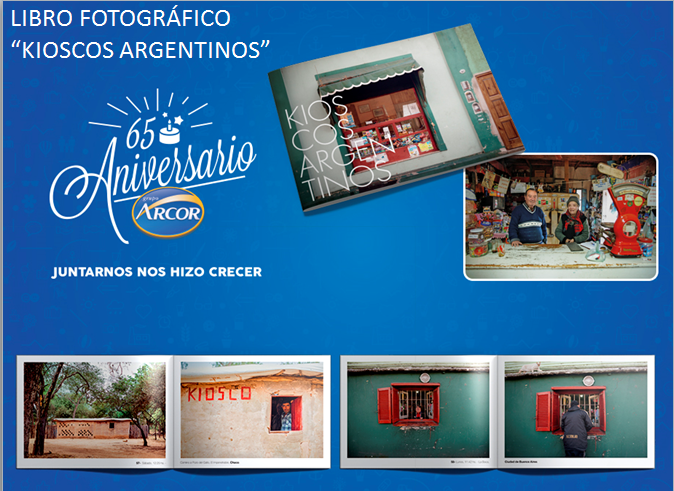 LIBRO FOTOGRÁFICO
“KIOSCOS ARGENTINOS”
65
Aniversario
grupo
ARCOR
JUNTARNOS NOS HIZO CRECER
KIOS
COS
ARGEN
TINOS
KIOSCO
Chaco
Ciudad de Buenos Aires